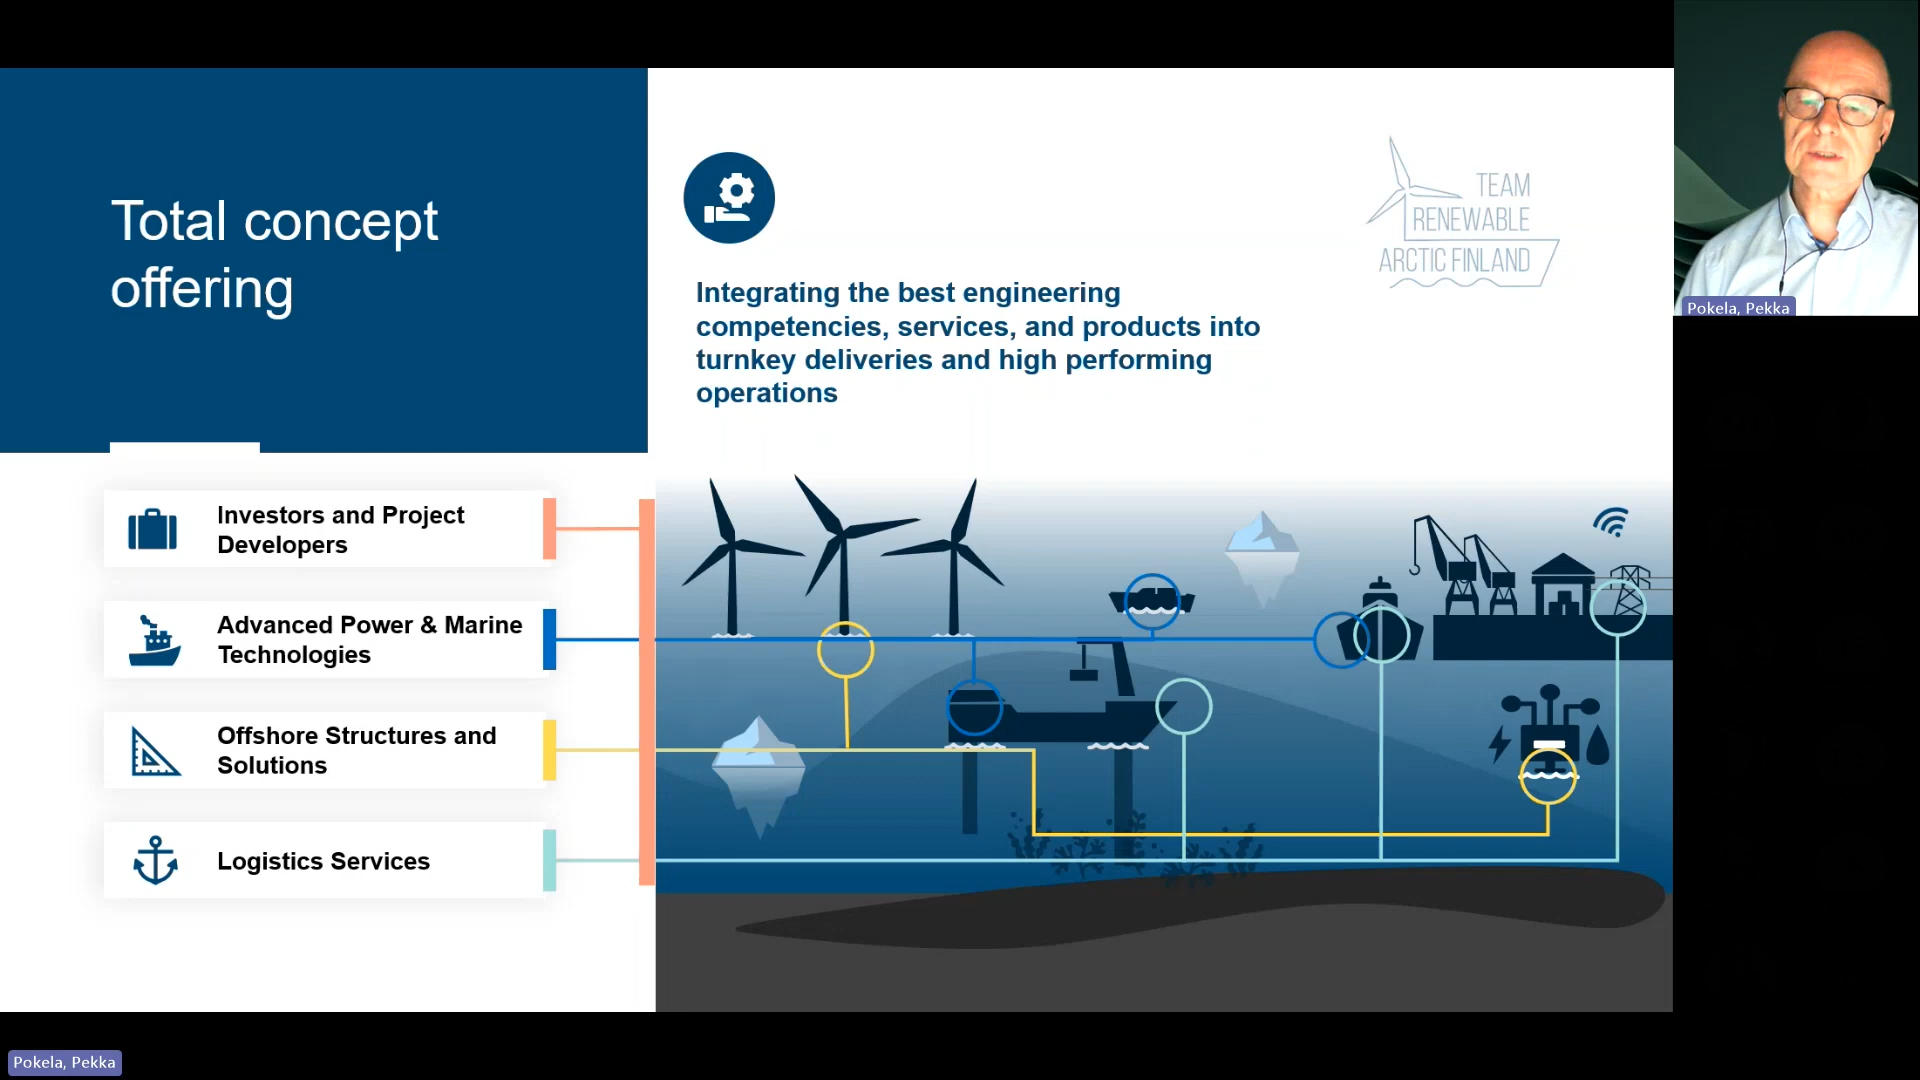 Total concept
offering
Integrating the best engineering
competencies, services, and products into
turnkey deliveries and high performing
operations
TEAM
RENEWABLE
ARCTIC FINLAND
Investors and Project
Developers
Advanced Power & Marine
Technologies
Offshore Structures and
Solutions
Logistics Services
Pokela, Pekka
Pokela, Pekka